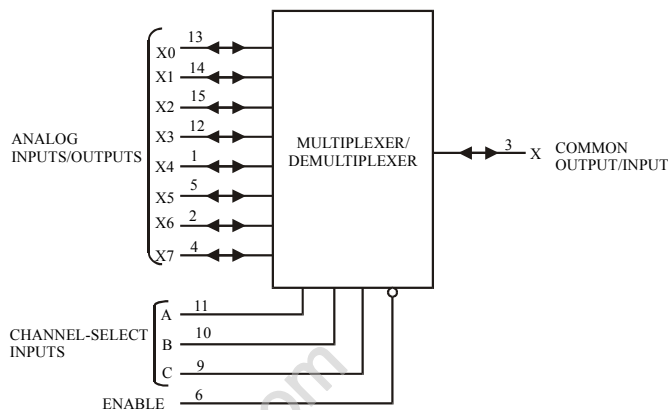 X0 13
X1 14
X2 15
X3 12
X4 1
X5 5
X6 2
X7 4
ANALOG
INPUTS/OUTPUTS
MULTIPLEXER/
DEMULTIPLEXER
3 X
COMMON
OUTPUT/INPUT
A 11
B 10
C 9
CHANNEL-SELECT
INPUTS
ENABLE 6
om